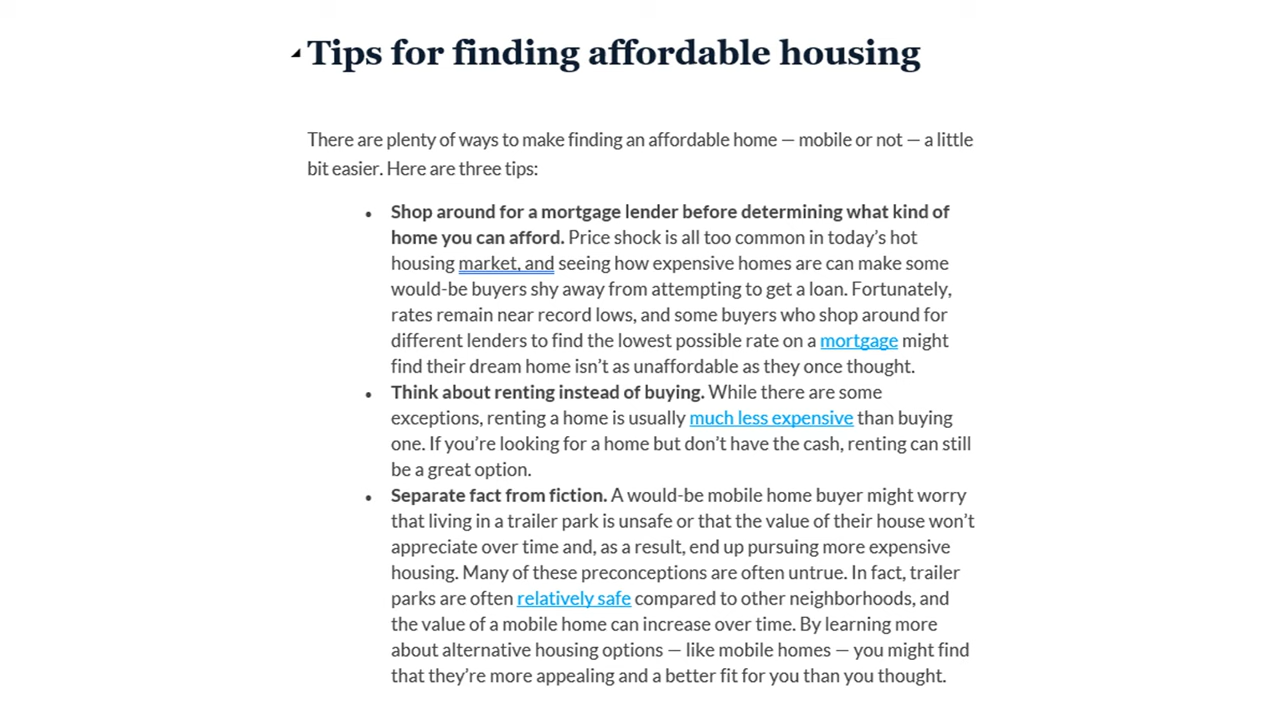 Tips for finding affordable housing
There are plenty of ways to make finding an affordable home — mobile or not — a little
bit easier. Here are three tips:
• Shop around for a mortgage lender before determining what kind of
home you can afford. Price shock is all too common in today’s hot
housing market, and seeing how expensive homes are can make some
would-be buyers shy away from attempting to get a loan. Fortunately,
rates remain near record lows, and some buyers who shop around for
different lenders to find the lowest possible rate on a mortgage might
find their dream home isn’t as unaffordable as they once thought.
• Think about renting instead of buying. While there are some
exceptions, renting a home is usually much less expensive than buying
one. If you’re looking for a home but don’t have the cash, renting can still
be a great option.
• Separate fact from fiction. A would-be mobile home buyer might worry
that living in a trailer park is unsafe or that the value of their house won’t
appreciate over time and, as a result, end up pursuing more expensive
housing. Many of these preconceptions are often untrue. In fact, trailer
parks are often relatively safe compared to other neighborhoods, and
the value of a mobile home can increase over time. By learning more
about alternative housing options — like mobile homes — you might find
that they’re more appealing and a better fit for you than you thought.